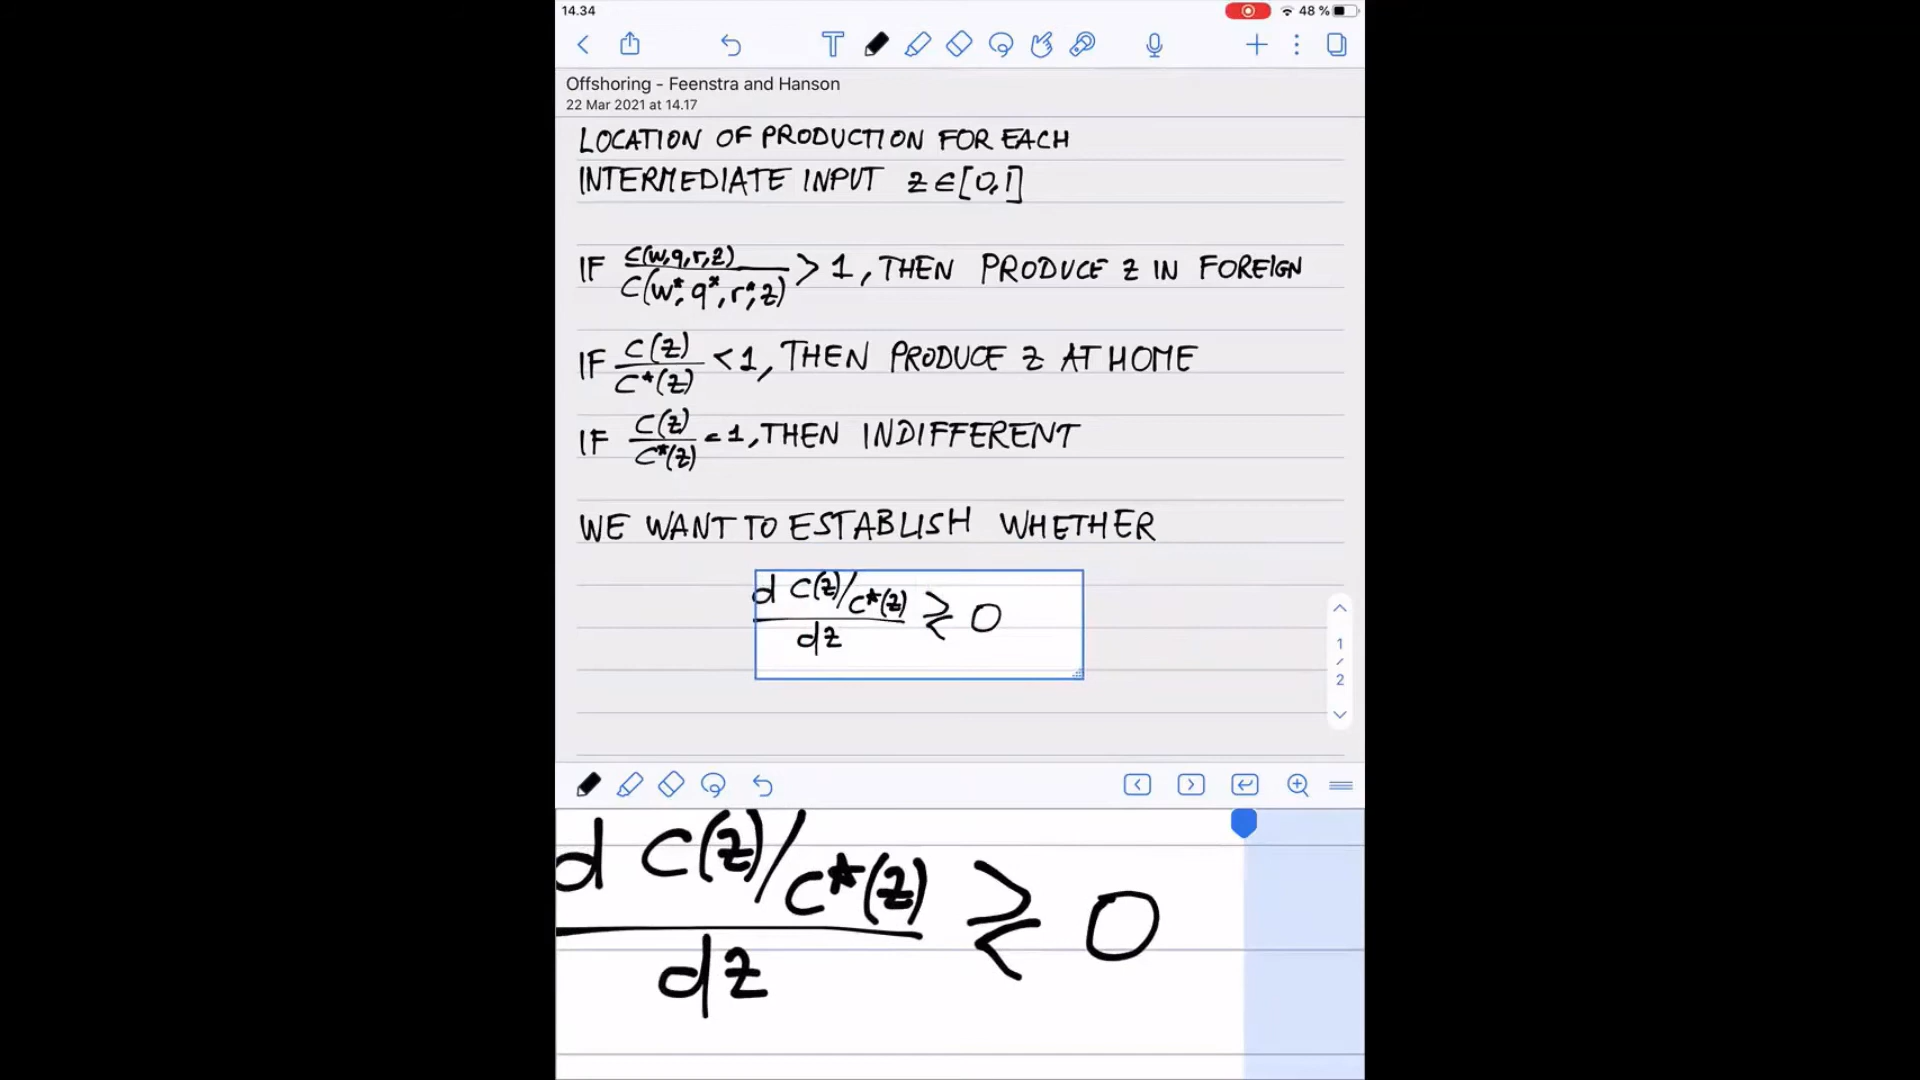 14.34
48 %
Offshoring - Feenstra and Hanson
22 Mar 2021 at 14.17
LOCATION OF PRODUCTION FOR EACH
INTERMEDIATE INPUT z ∈ [0,1]
IF C(w,q,r,z) / C(w*,q*,r*,z) > 1, THEN PRODUCE z IN FOREIGN
IF C(z) / C*(z) < 1, THEN PRODUCE z AT HOME
IF C(z) / C*(z) = 1, THEN INDIFFERENT
WE WANT TO ESTABLISH WHETHER
d C(z)/C*(z)
dz
≷ 0
1
/
2
d C(z)/C*(z)
dz
≷ 0